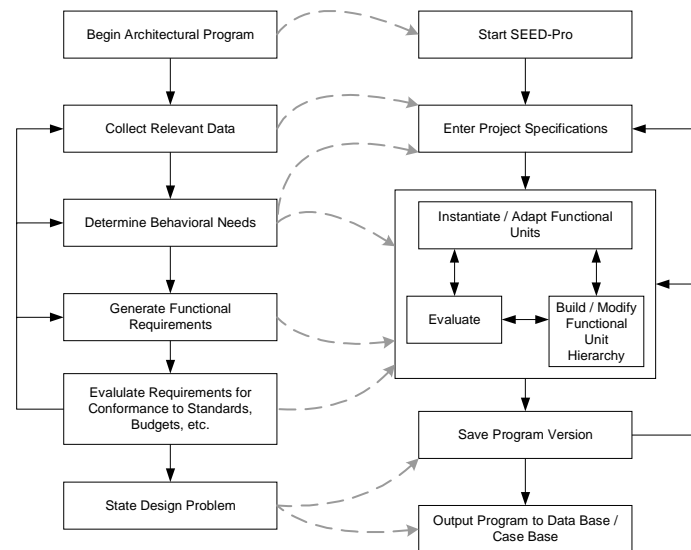 Begin Architectural Program
Start SEED-Pro
Collect Relevant Data
Enter Project Specifications
Determine Behavioral Needs
Instantiate / Adapt Functional
Units
Generate Functional
Requirements
Evaluate
Build / Modify
Functional
Unit
Hierarchy
Evalulate Requirements for
Conformance to Standards,
Budgets, etc.
Save Program Version
State Design Problem
Output Program to Data Base /
Case Base